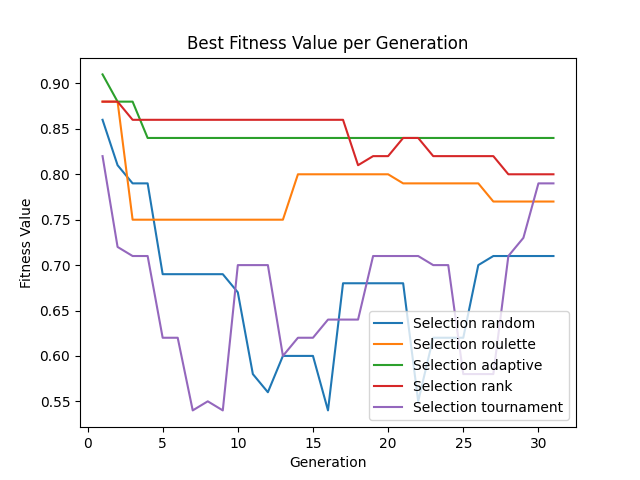 Best Fitness Value per Generation
Fitness Value
0.90
0.85
0.80
0.75
0.70
0.65
0.60
0.55
0
5
10
15
20
25
30
Generation
Selection random
Selection roulette
Selection adaptive
Selection rank
Selection tournament